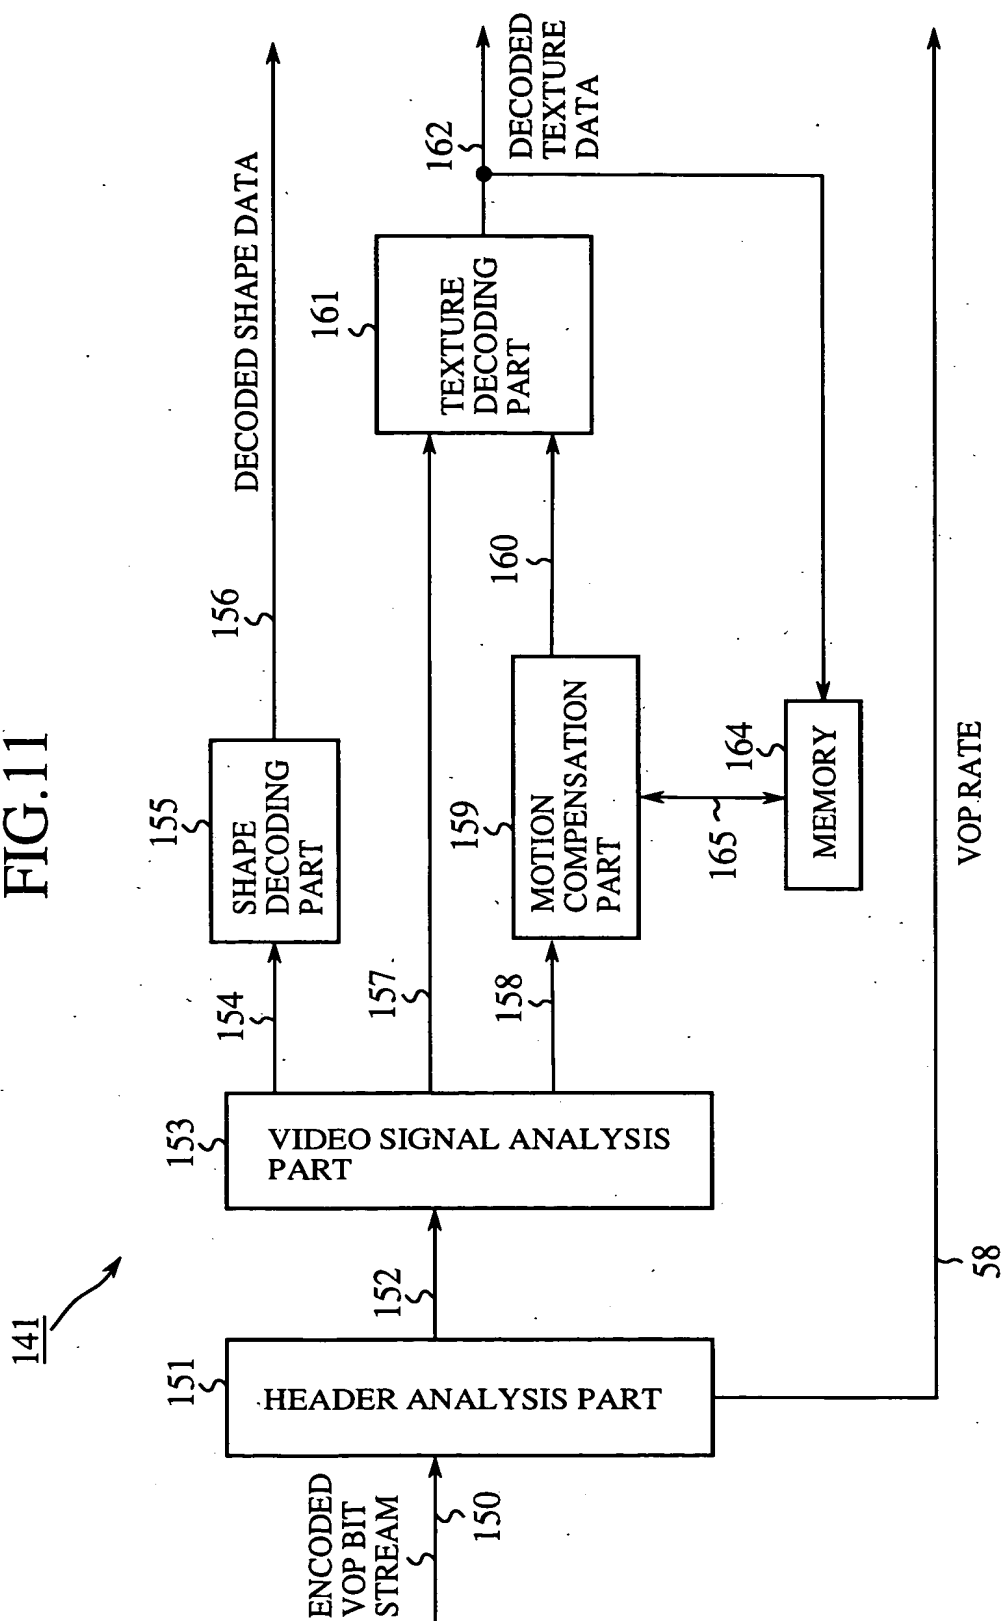 FIG.11
141
ENCODED
VOP BIT
STREAM
150
151
HEADER ANALYSIS PART
152
153
VIDEO SIGNAL ANALYSIS
PART
154
155
SHAPE
DECODING
PART
156
DECODED SHAPE DATA
157
158
159
MOTION
COMPENSATION
PART
160
161
TEXTURE
DECODING
PART
162
DECODED
TEXTURE
DATA
164
MEMORY
165
58
VOP RATE